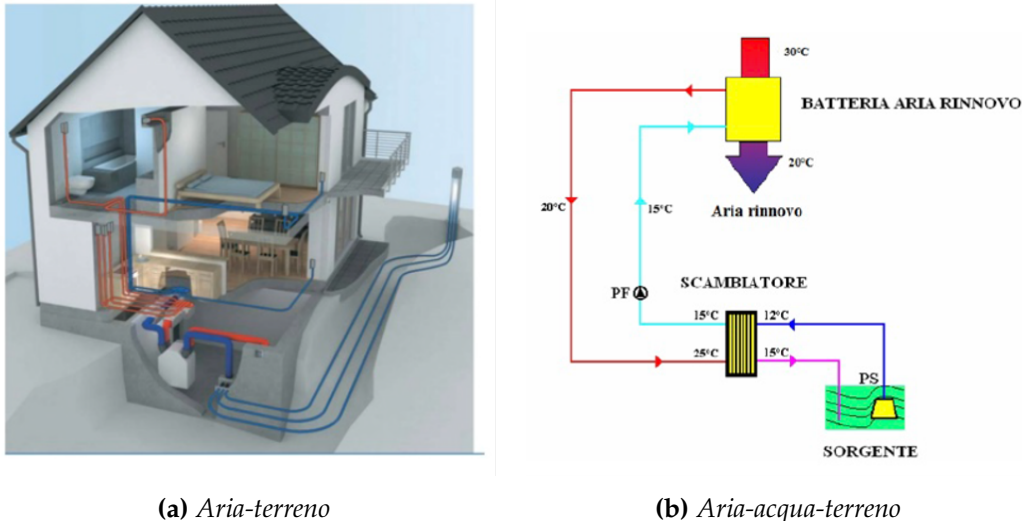 30°C
BATTERIA ARIA RINNOVO
20°C
Aria rinnovo
20°C
15°C
PF
SCAMBIATORE
15°C
12°C
25°C
15°C
PS
SORGENTE
(a) Aria-terreno
(b) Aria-acqua-terreno